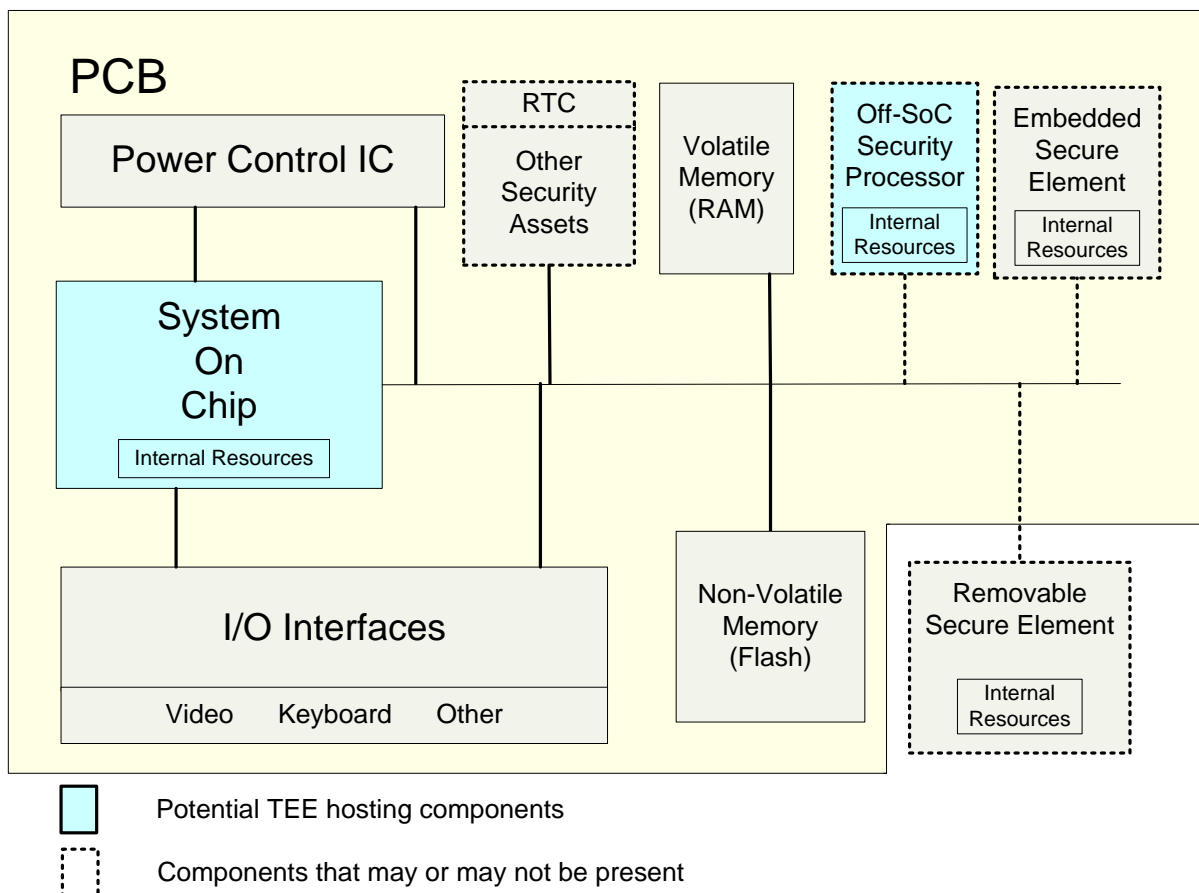 PCB
Power Control IC
RTC
Other
Security
Assets
Volatile
Memory
(RAM)
Off-SoC
Security
Processor
Internal
Resources
Embedded
Secure
Element
Internal
Resources
System
On
Chip
Internal Resources
I/O Interfaces
Video Keyboard Other
Non-Volatile
Memory
(Flash)
Removable
Secure Element
Internal
Resources
Potential TEE hosting components
Components that may or may not be present